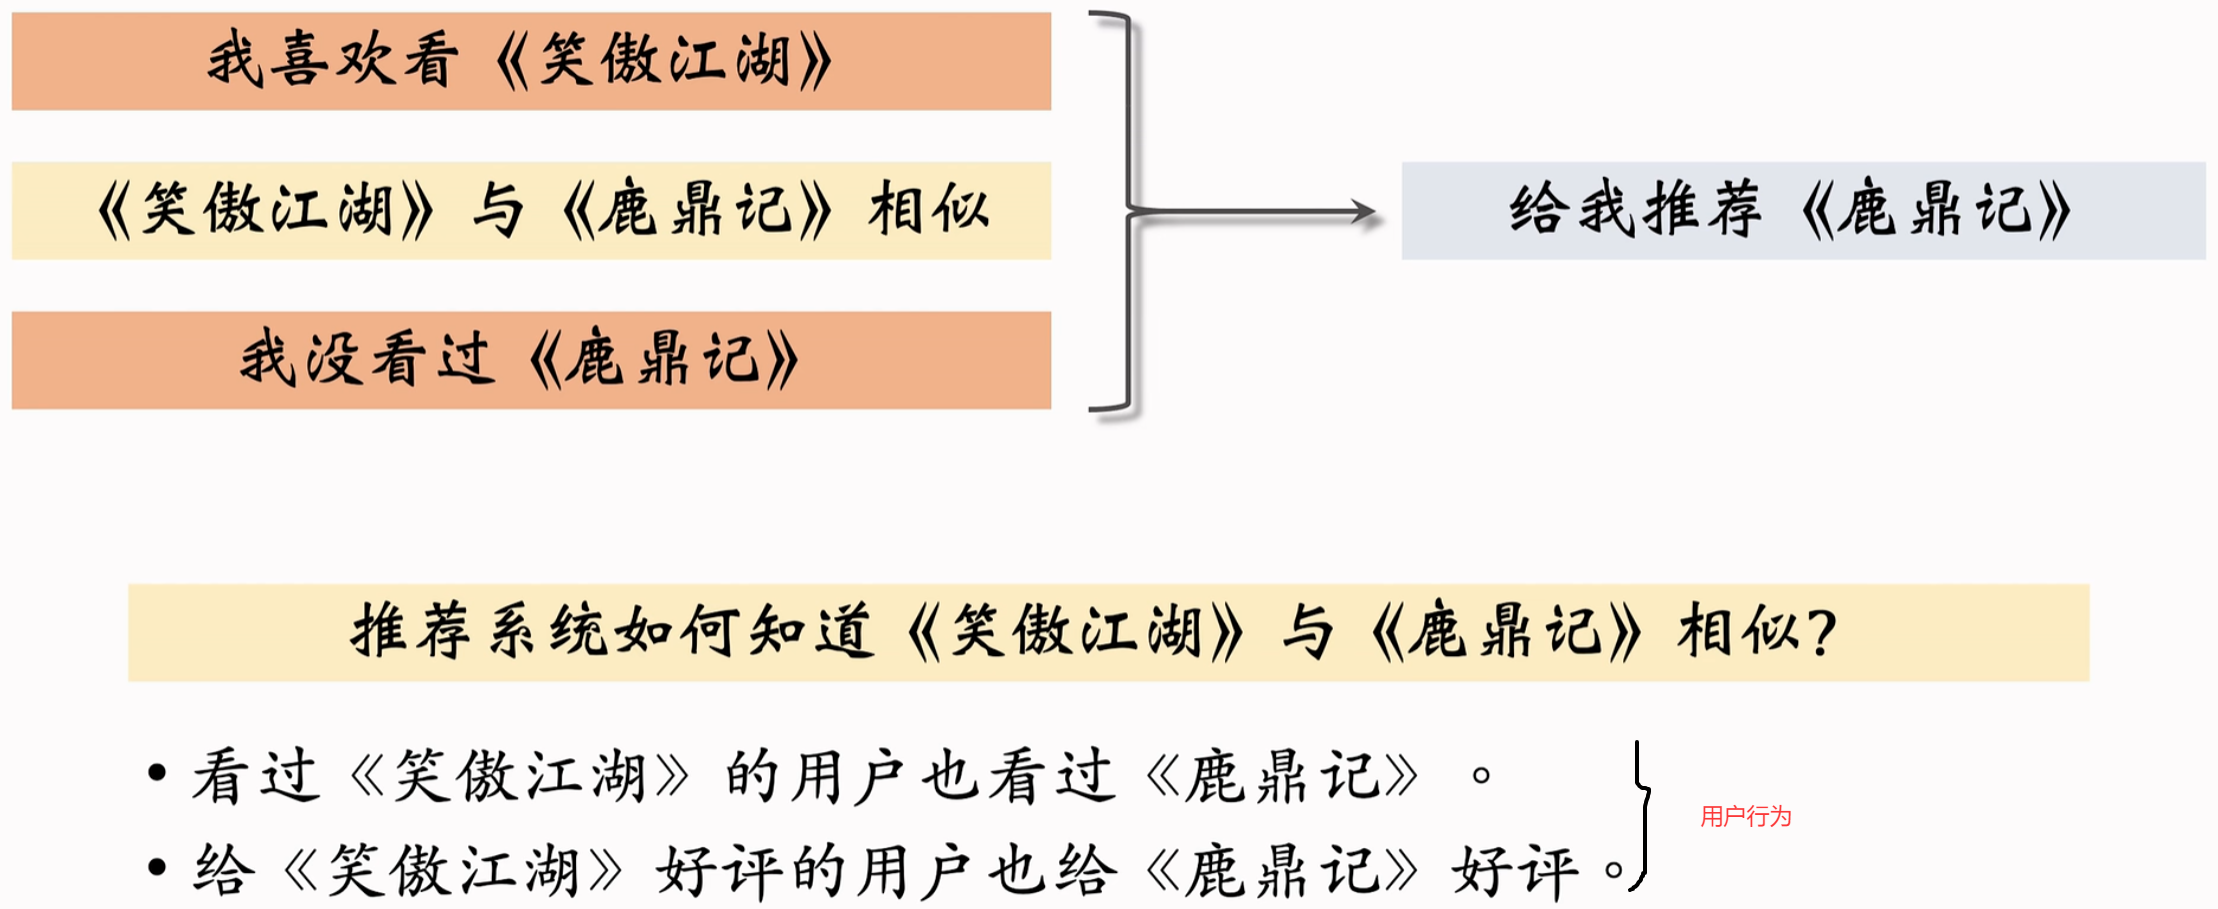 我喜欢看《笑傲江湖》
《笑傲江湖》与《鹿鼎记》相似
我没看过《鹿鼎记》
给我推荐《鹿鼎记》
推荐系统如何知道《笑傲江湖》与《鹿鼎记》相似?
• 看过《笑傲江湖》的用户也看过《鹿鼎记》。
• 给《笑傲江湖》好评的用户也给《鹿鼎记》好评。
用户行为